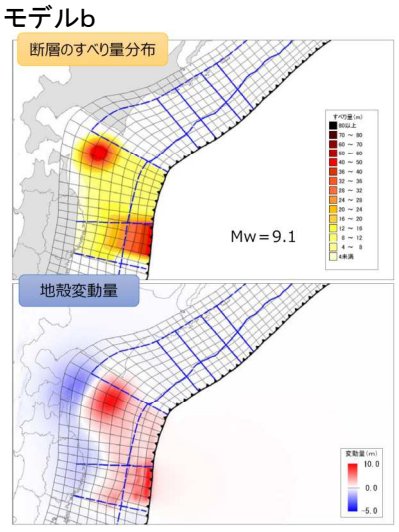 モデルb
断層のすべり量分布
すべり量(m)
80以上
70 ～ 80
60 ～ 70
50 ～ 60
40 ～ 50
36 ～ 40
32 ～ 36
28 ～ 32
24 ～ 28
20 ～ 24
16 ～ 20
12 ～ 16
8 ～ 12
4 ～ 8
4未満
Mw＝9.1
地殻変動量
変動量(m)
10.0
0.0
-5.0